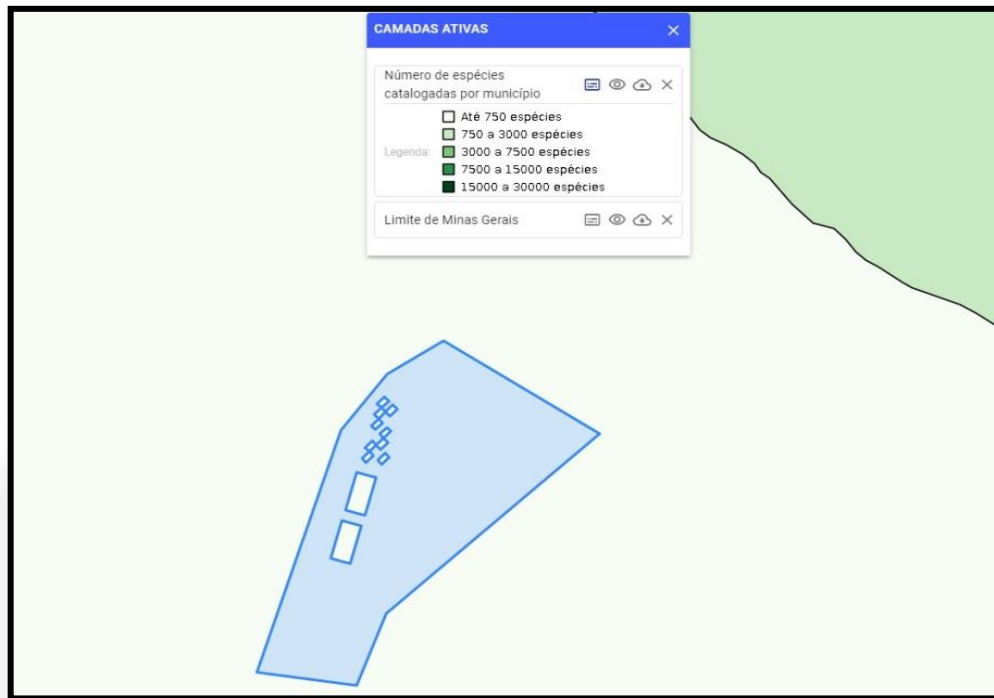 CAMADAS ATIVAS
Número de espécies
catalogadas por município
Legenda:
Até 750 espécies
750 a 3000 espécies
3000 a 7500 espécies
7500 a 15000 espécies
15000 a 30000 espécies
Limite de Minas Gerais